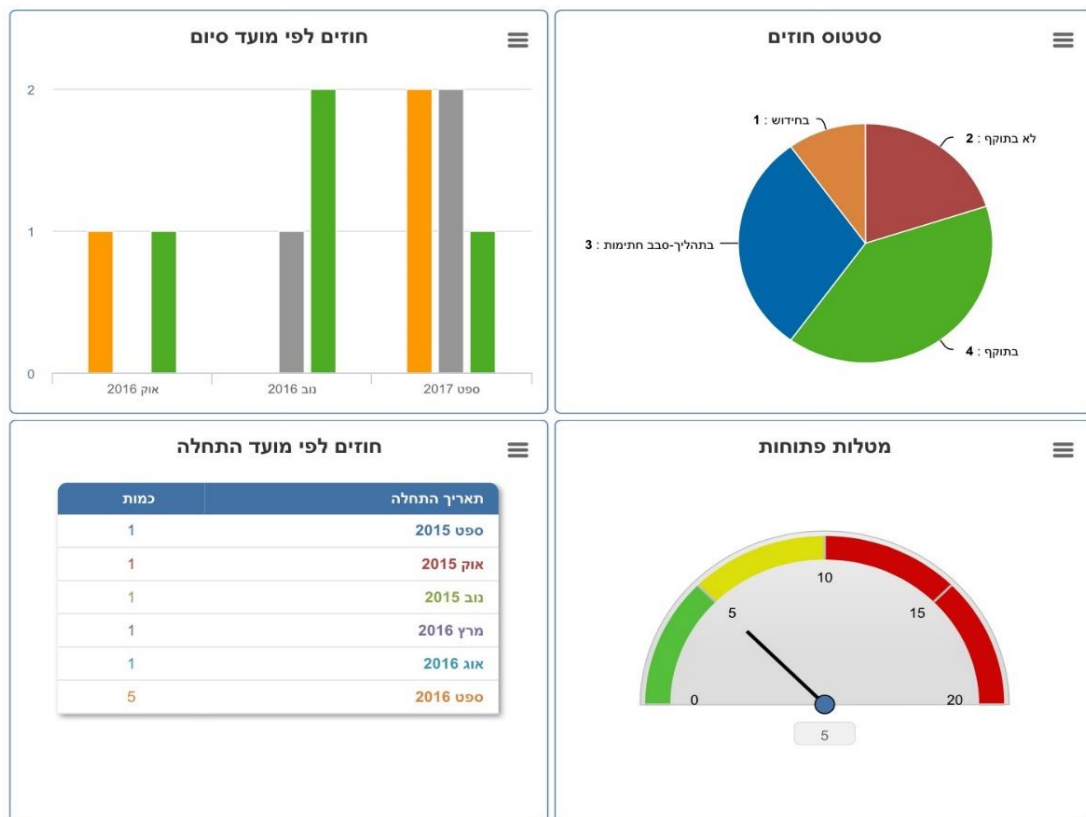 סטטוס חוזים
בחידוש : 1
לא בתוקף : 2
בתהליך-סבב חתימות : 3
בתוקף : 4
חוזים לפי מועד סיום
2
1
0
אוק 2016
נוב 2016
ספט 2017
מטלות פתוחות
0
5
10
15
20
5
חוזים לפי מועד התחלה
תאריך התחלה כמות
ספט 2015 1
אוק 2015 1
נוב 2015 1
מרץ 2016 1
אוג 2016 1
ספט 2016 5